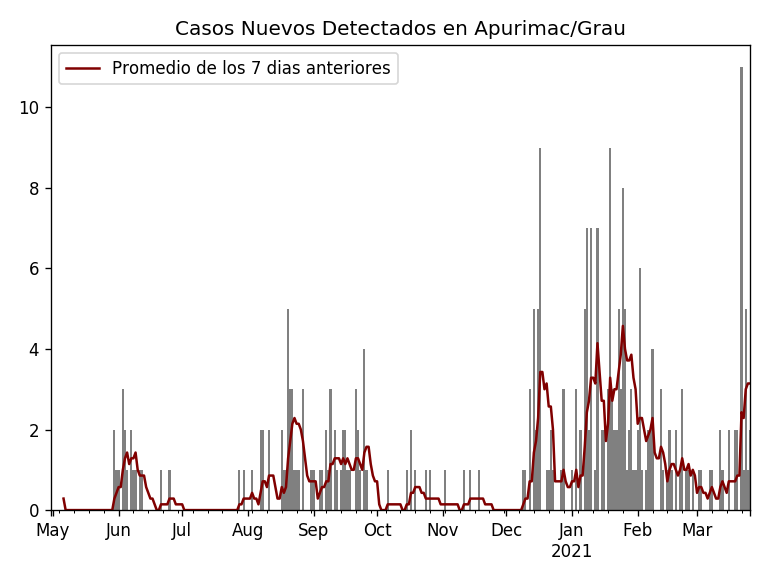 Casos Nuevos Detectados en Apurimac/Grau
Promedio de los 7 dias anteriores
10
8
6
4
2
0
May Jun Jul Aug Sep Oct Nov Dec Jan Feb Mar
2021